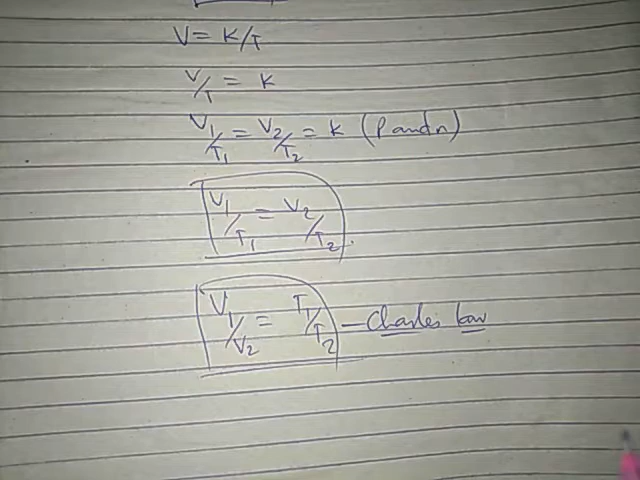 V = K/T
V/T = K
V1/T1 = V2/T2 = K (P and n)
V1/T1 = V2/T2
V1/V2 = T1/T2 — Charles law